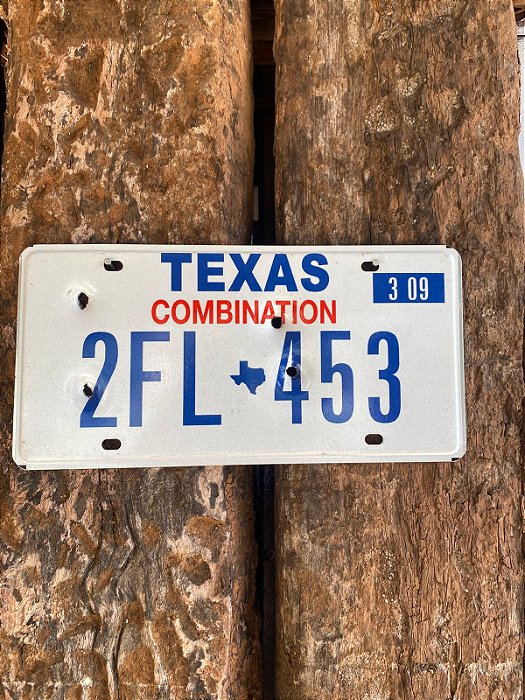 TEXAS
3 09
COMBINATION
2FL 453